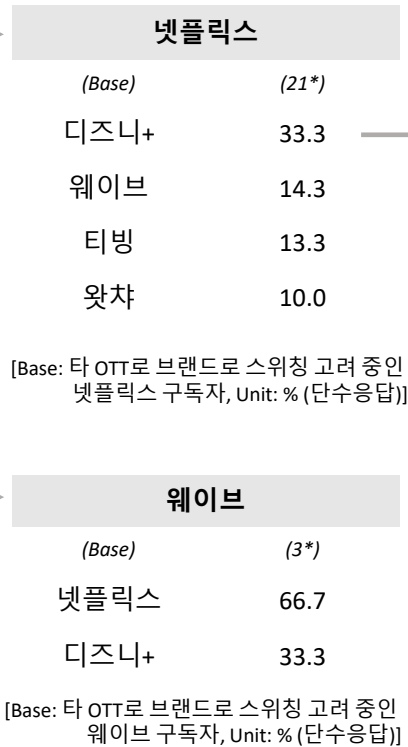 넷플릭스
(Base) (21*)
디즈니+ 33.3
웨이브 14.3
티빙 13.3
왓챠 10.0
[Base: 타 OTT로 브랜드로 스위칭 고려 중인
넷플릭스 구독자, Unit: % (단수응답)]
웨이브
(Base) (3*)
넷플릭스 66.7
디즈니+ 33.3
[Base: 타 OTT로 브랜드로 스위칭 고려 중인
웨이브 구독자, Unit: % (단수응답)]